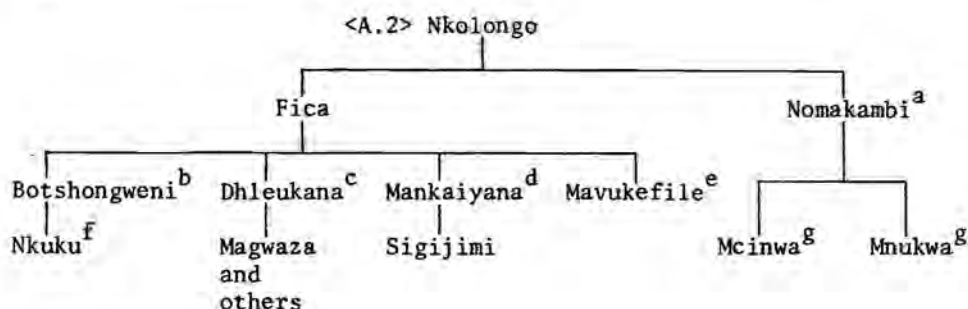 <A.2> Nkolongo
Fica Nomakambi^a
Botshongweni^b Dhleukana^c Mankaiyana^d Mavukefile^e
Nkuku^f Magwaza Sigijimi Mcinwa^g Mnukwa^g
and
others